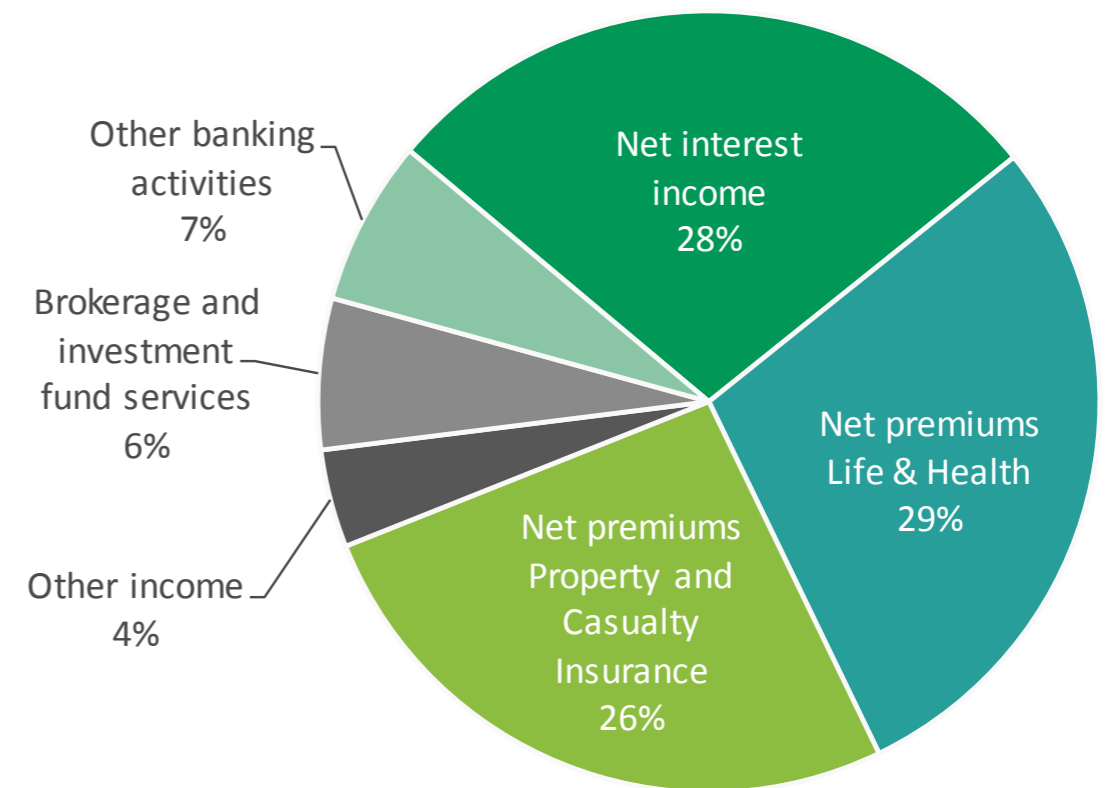 Other banking
activities
7%
Net interest
income
28%
Brokerage and
investment
fund services
6%
Net premiums
Life & Health
29%
Net premiums
Property and
Casualty
Insurance
26%
Other income
4%